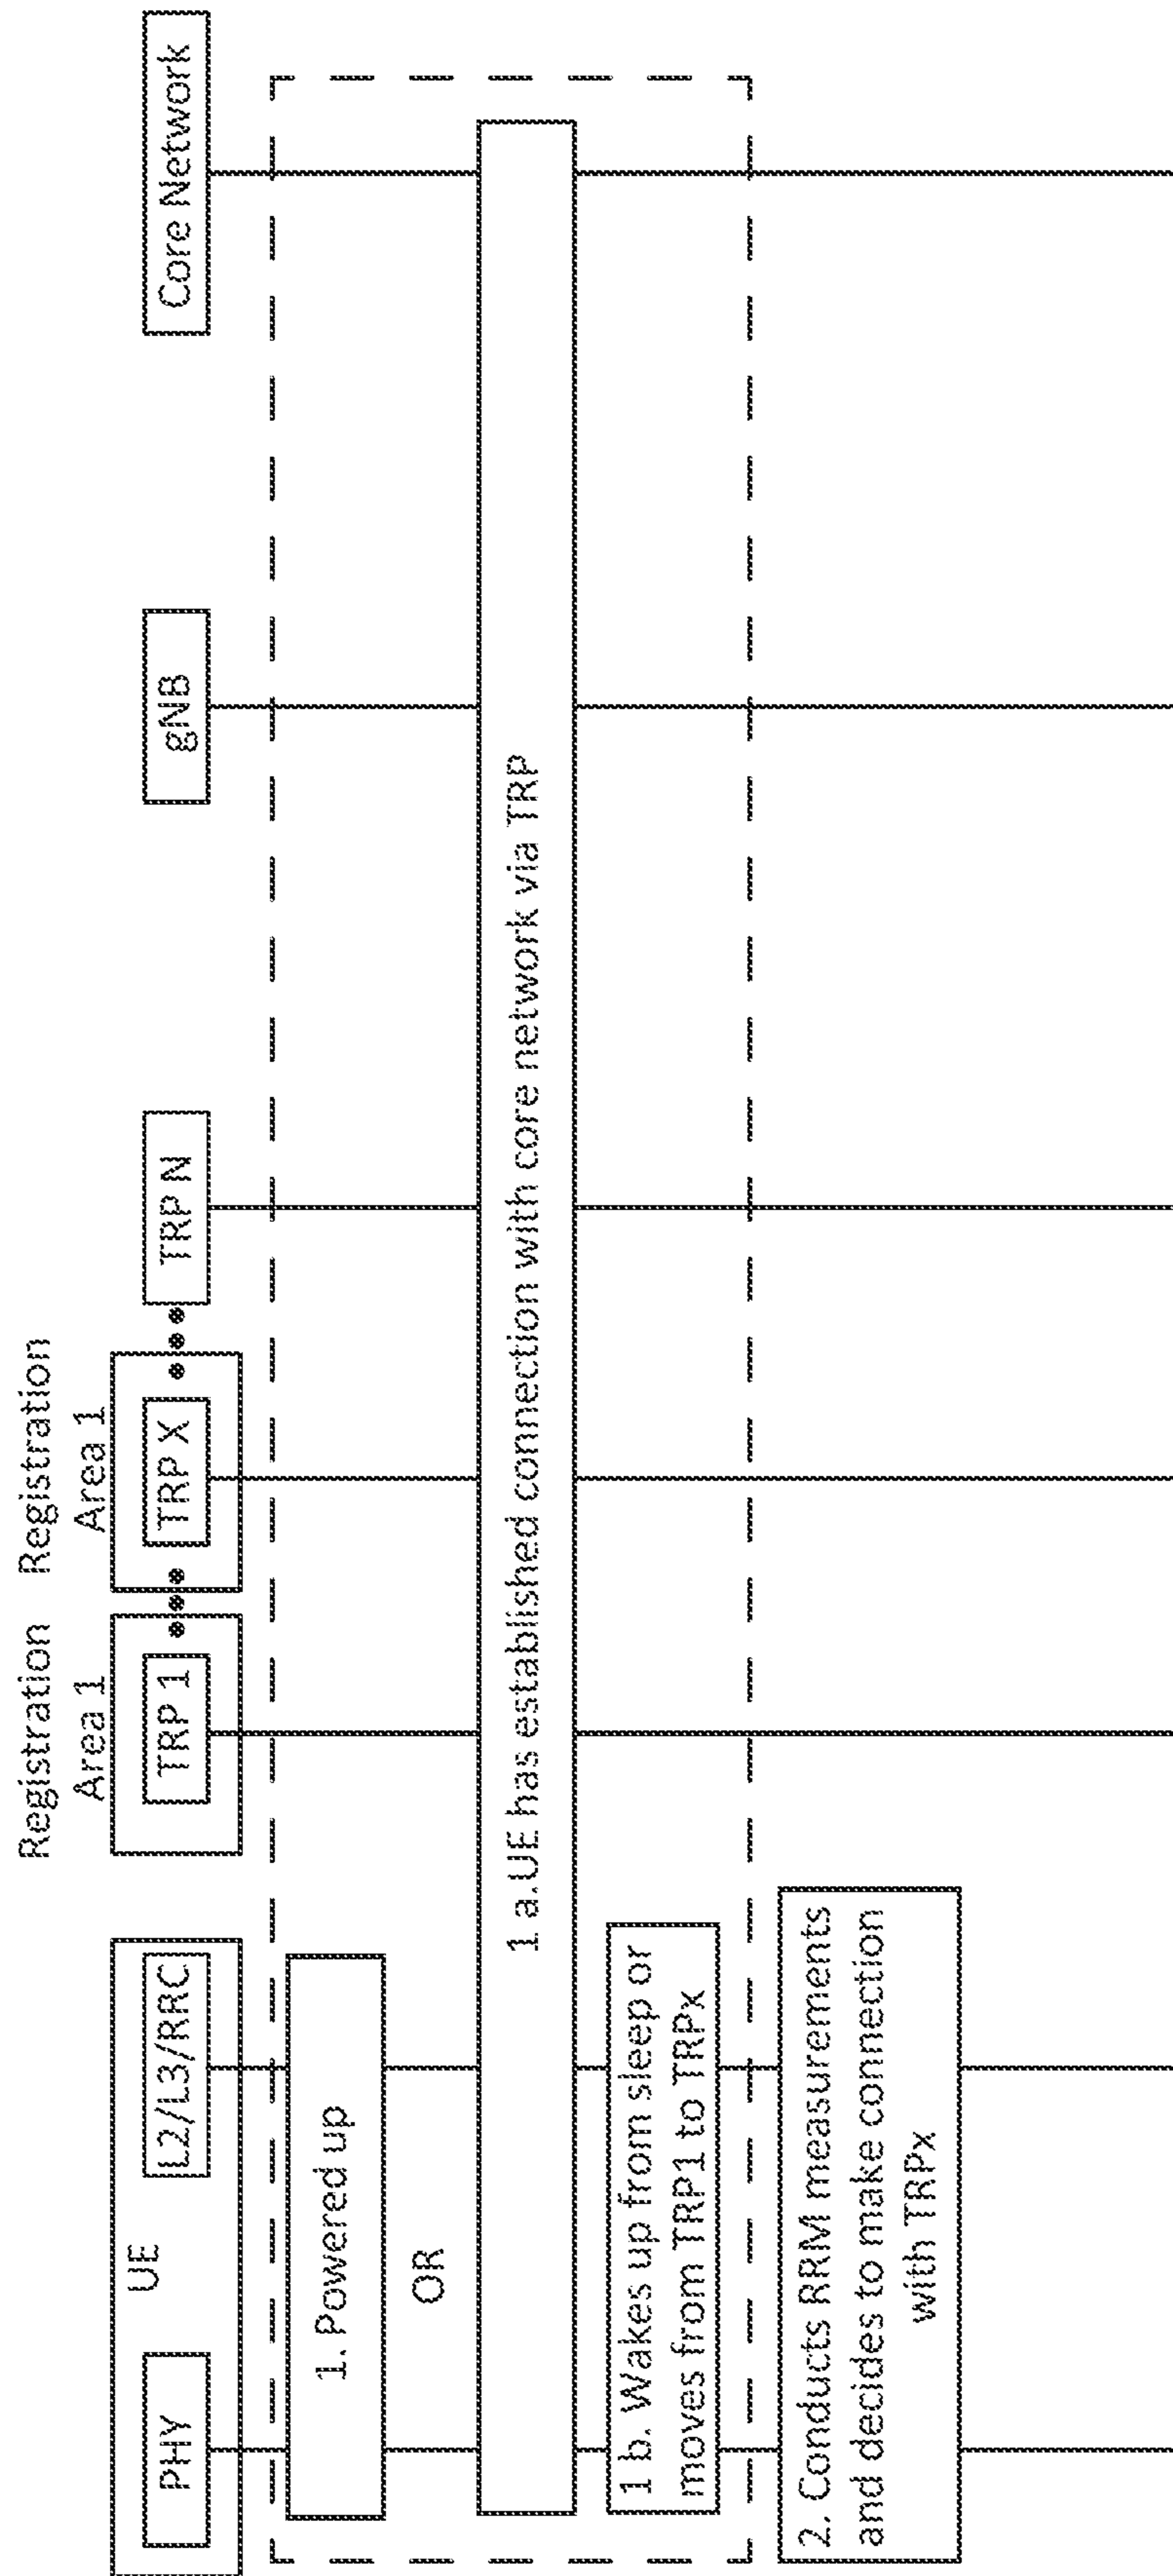 Registration
Area 1
Registration
Area 1
UE
PHY
L2/L3/RRC
TRP 1
TRP X
TRP N
gNB
Core Network
1. Powered up
OR
1 a.UE has established connection with core network via TRP
1 b. Wakes up from sleep or
moves from TRP1 to TRPx
2. Conducts RRM measurements
and decides to make connection
with TRPx